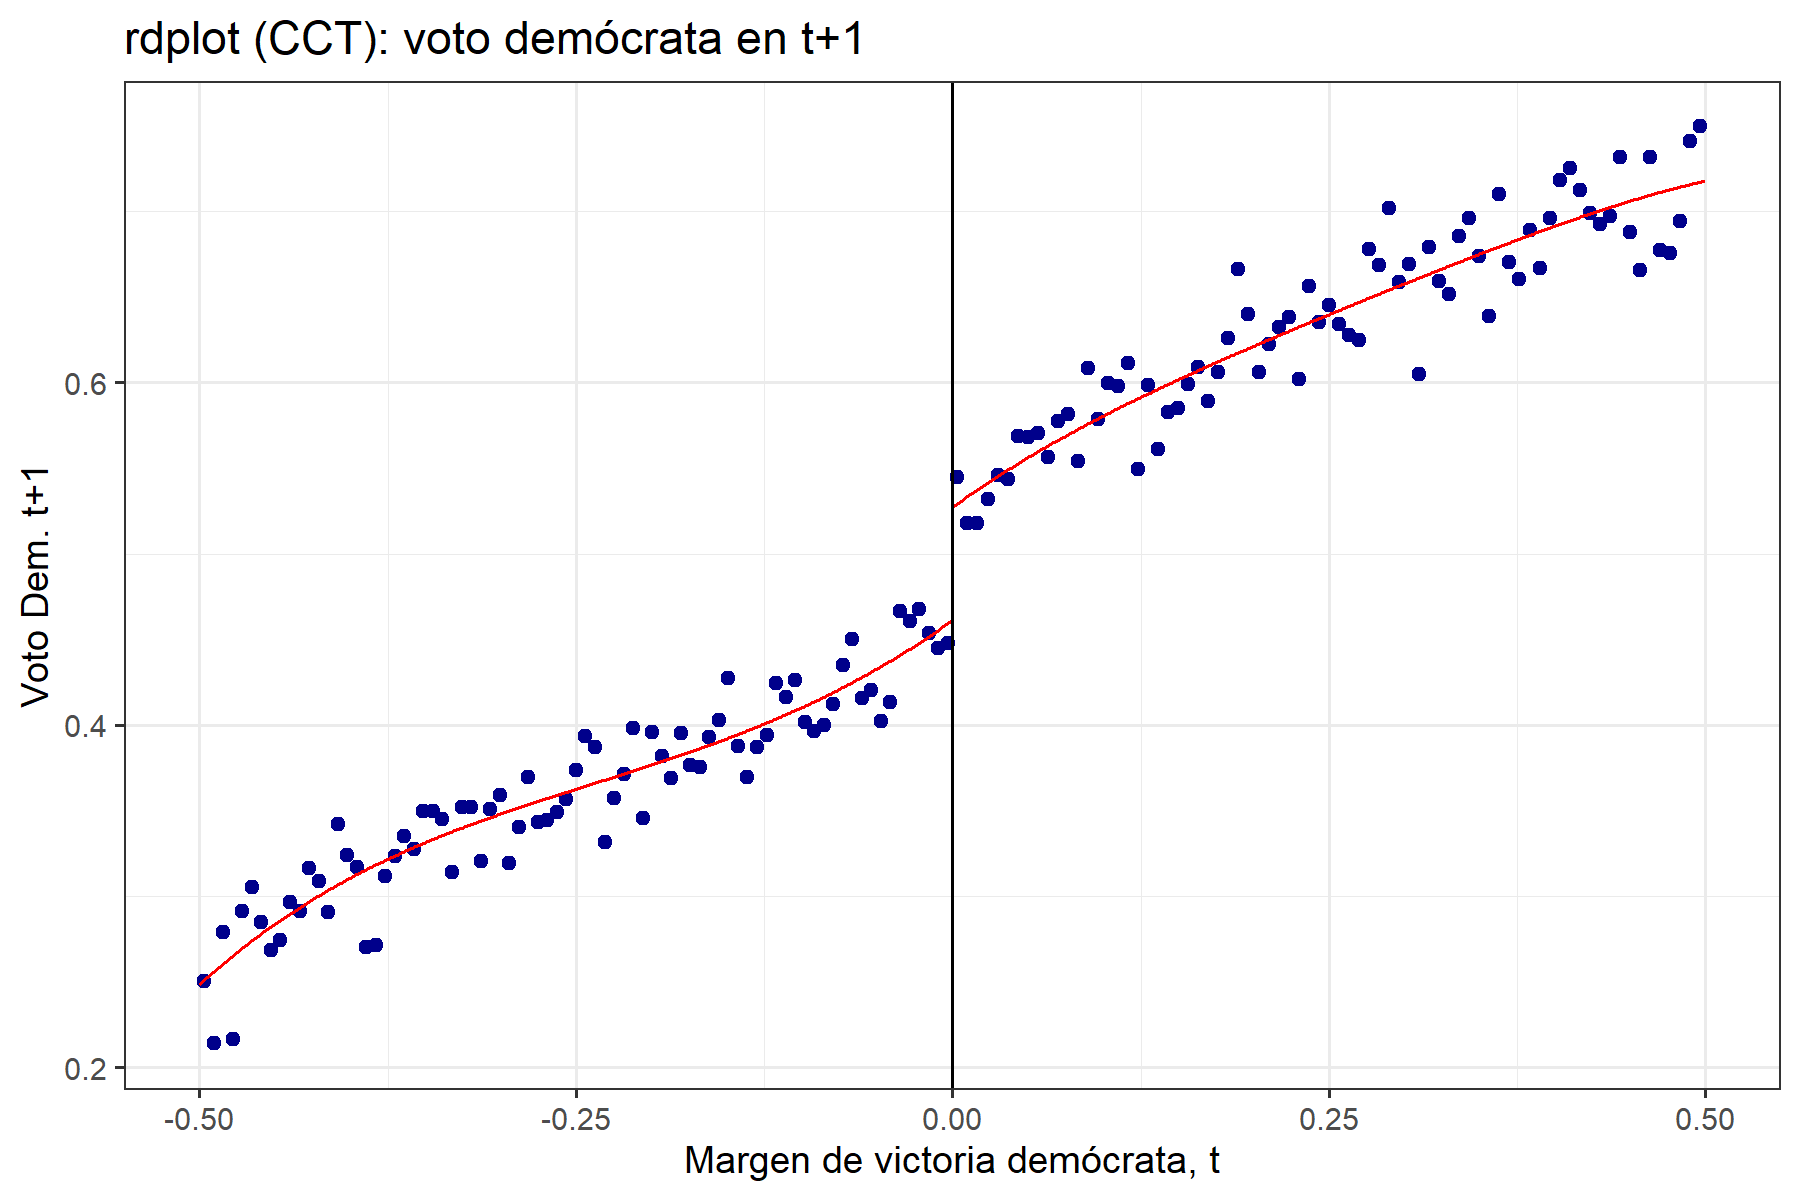 rdplot (CCT): voto demócrata en t+1
Voto Dem. t+1
0.6
0.4
0.2
-0.50
-0.25
0.00
0.25
0.50
Margen de victoria demócrata, t